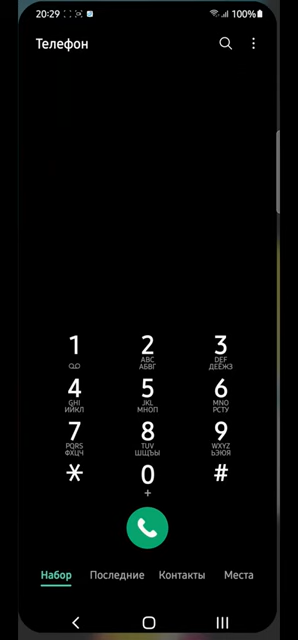 20:29 100%
Телефон
1 2 3
ABC DEF
АБВГ ДЕЁЖЗ
4 5 6
GHI JKL MNO
ИЙКЛ МНОП РСТУ
7 8 9
PQRS TUV WXYZ
ФХЦЧ ШЩЪЫ ЬЭЮЯ
* 0 #
+
Набор Последние Контакты Места